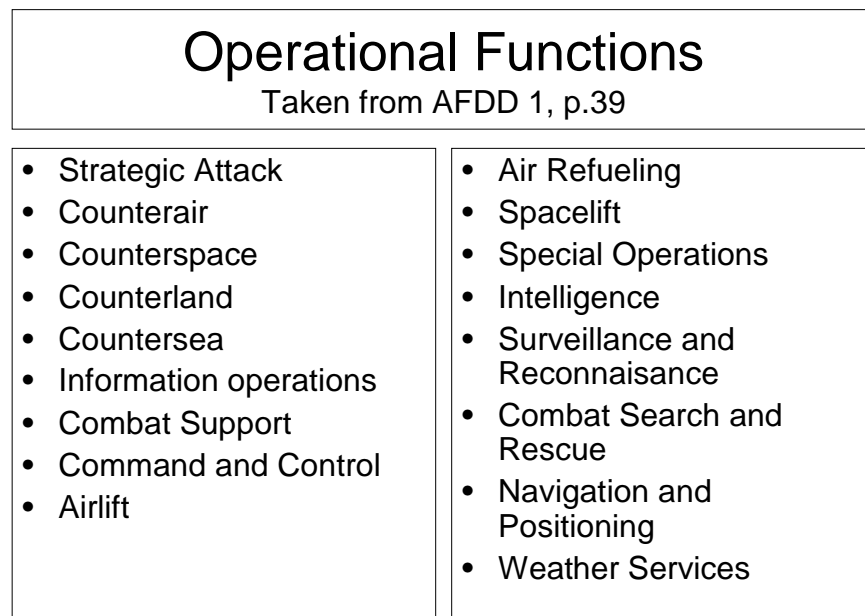 Operational Functions
Taken from AFDD 1, p.39
• Strategic Attack
• Counterair
• Counterspace
• Counterland
• Countersea
• Information operations
• Combat Support
• Command and Control
• Airlift
• Air Refueling
• Spacelift
• Special Operations
• Intelligence
• Surveillance and
Reconnaisance
• Combat Search and
Rescue
• Navigation and
Positioning
• Weather Services